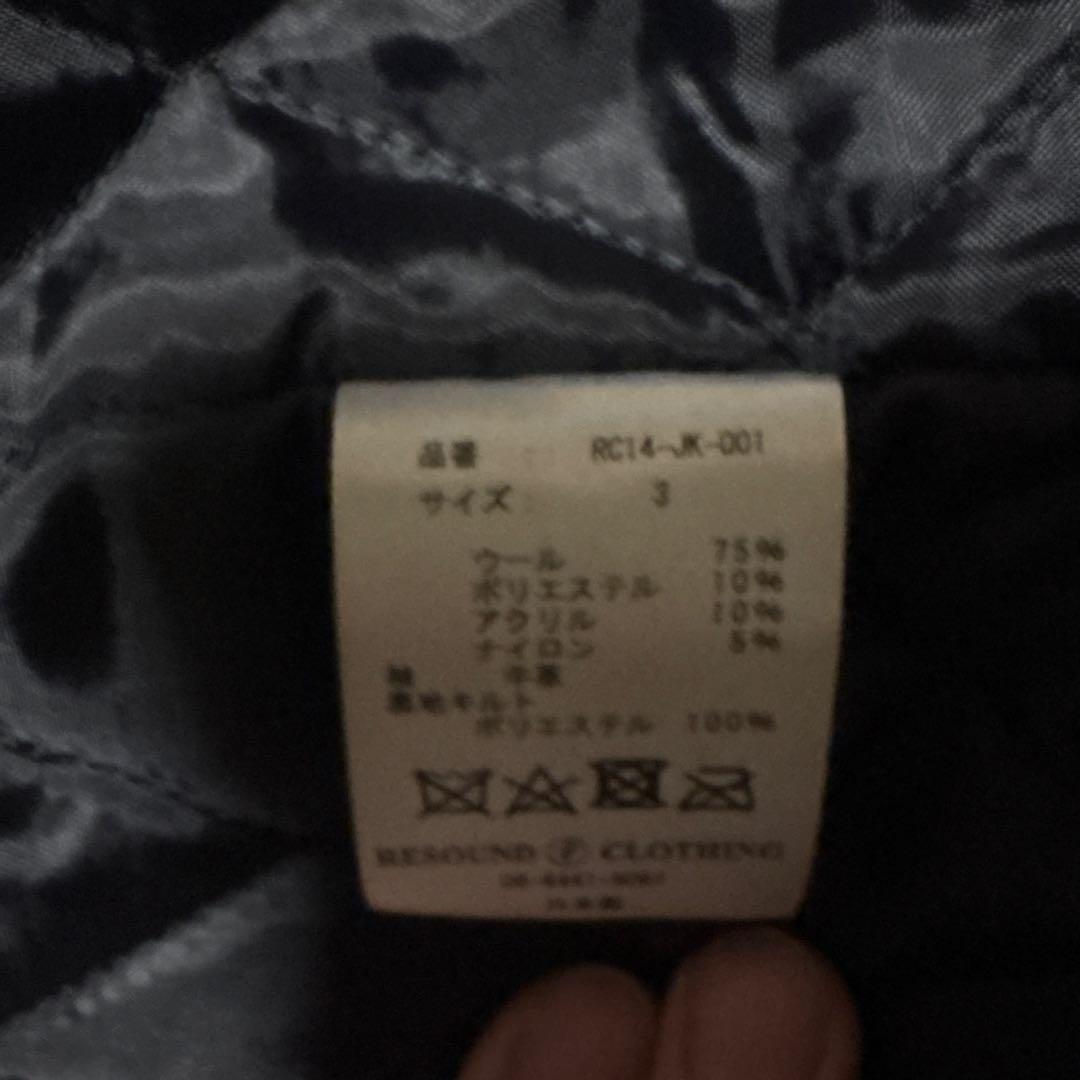 品番 : RC14-JK-001
サイズ : 3
ウール 75%
ポリエステル 10%
アクリル 10%
ナイロン 5%
袖 牛革
裏地キルト
ポリエステル 100%
RESOUND CLOTHING
日本製